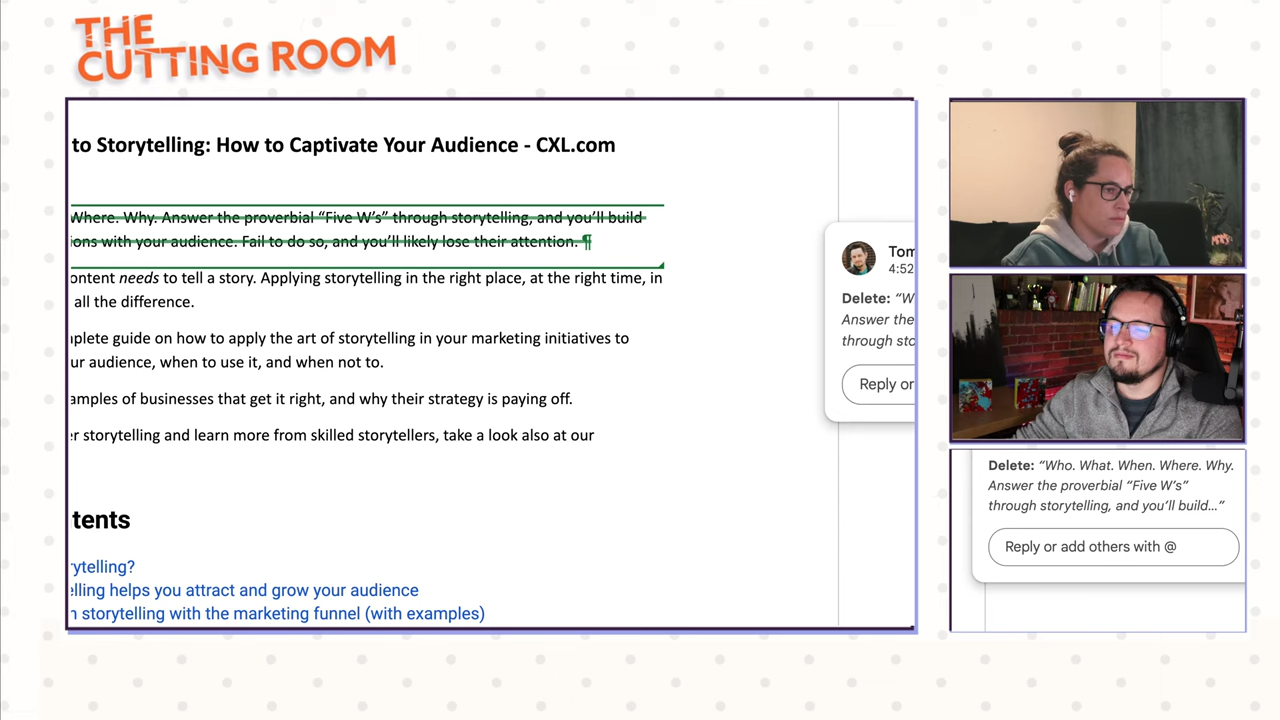 THE
CUTTING ROOM
to Storytelling: How to Captivate Your Audience - CXL.com
Where. Why. Answer the proverbial “Five W’s” through storytelling, and you’ll build
ions with your audience. Fail to do so, and you’ll likely lose their attention. ¶
ontent needs to tell a story. Applying storytelling in the right place, at the right time, in
all the difference.
plete guide on how to apply the art of storytelling in your marketing initiatives to
ur audience, when to use it, and when not to.
amples of businesses that get it right, and why their strategy is paying off.
er storytelling and learn more from skilled storytellers, take a look also at our
tents
rytelling?
elling helps you attract and grow your audience
n storytelling with the marketing funnel (with examples)
Tom
4:52
Delete: “W
Answer the
through sto
Reply or
Delete: “Who. What. When. Where. Why.
Answer the proverbial “Five W’s”
through storytelling, and you’ll build...”
Reply or add others with @